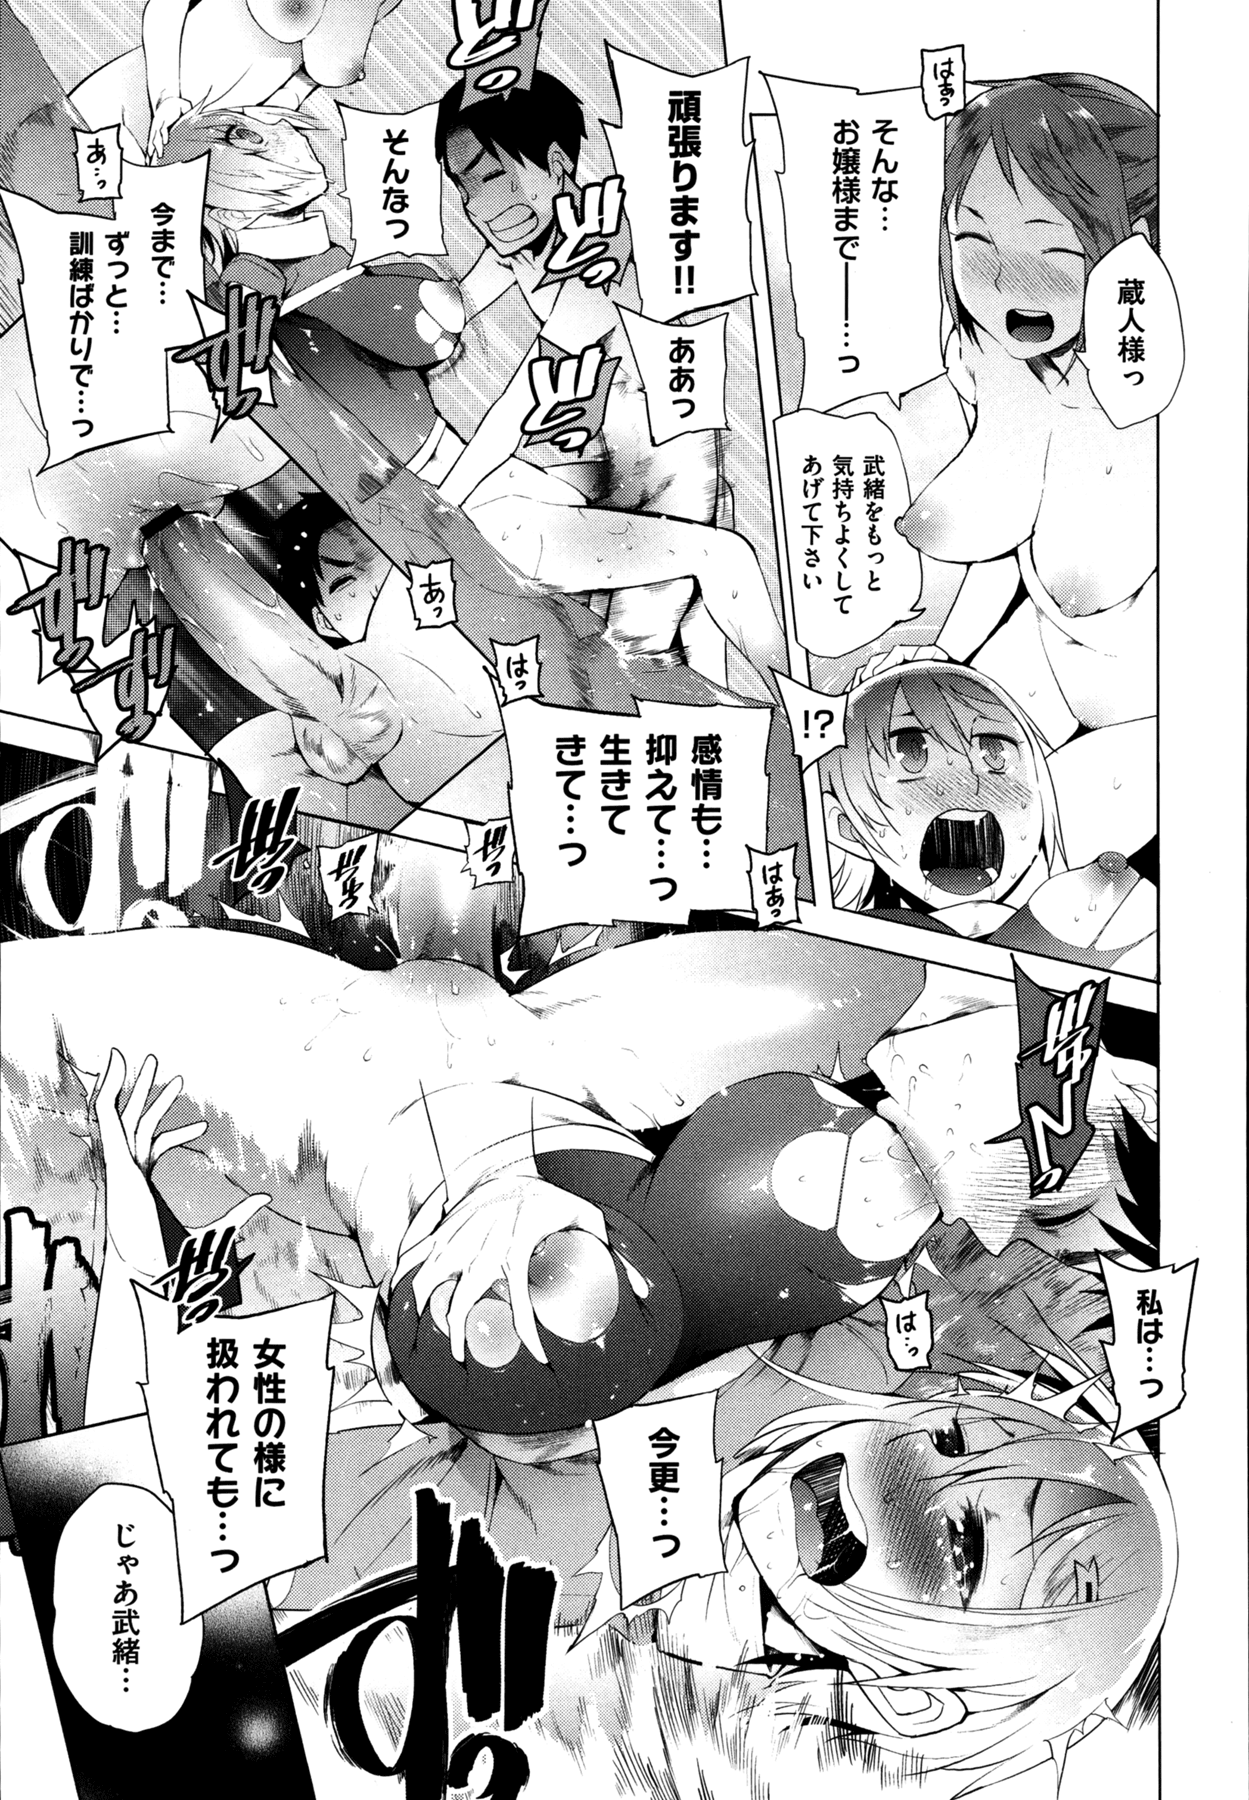 蔵人様っ
武緒をもっと
気持ちよくして
あげて下さい
はあっ
そんな…
お嬢様まで――…っ
!?
頑張ります!!
ああっ
そんなっ
あ…っ
今まで…
ずっと…
訓練ばかりで…っ
あっ
はっ
感情も…
抑えて…っ
生きて
きて…っ
はあっ
私は…っ
は…っ
今更…っ
女性の様に
扱われても…っ
じゃあ武緒…